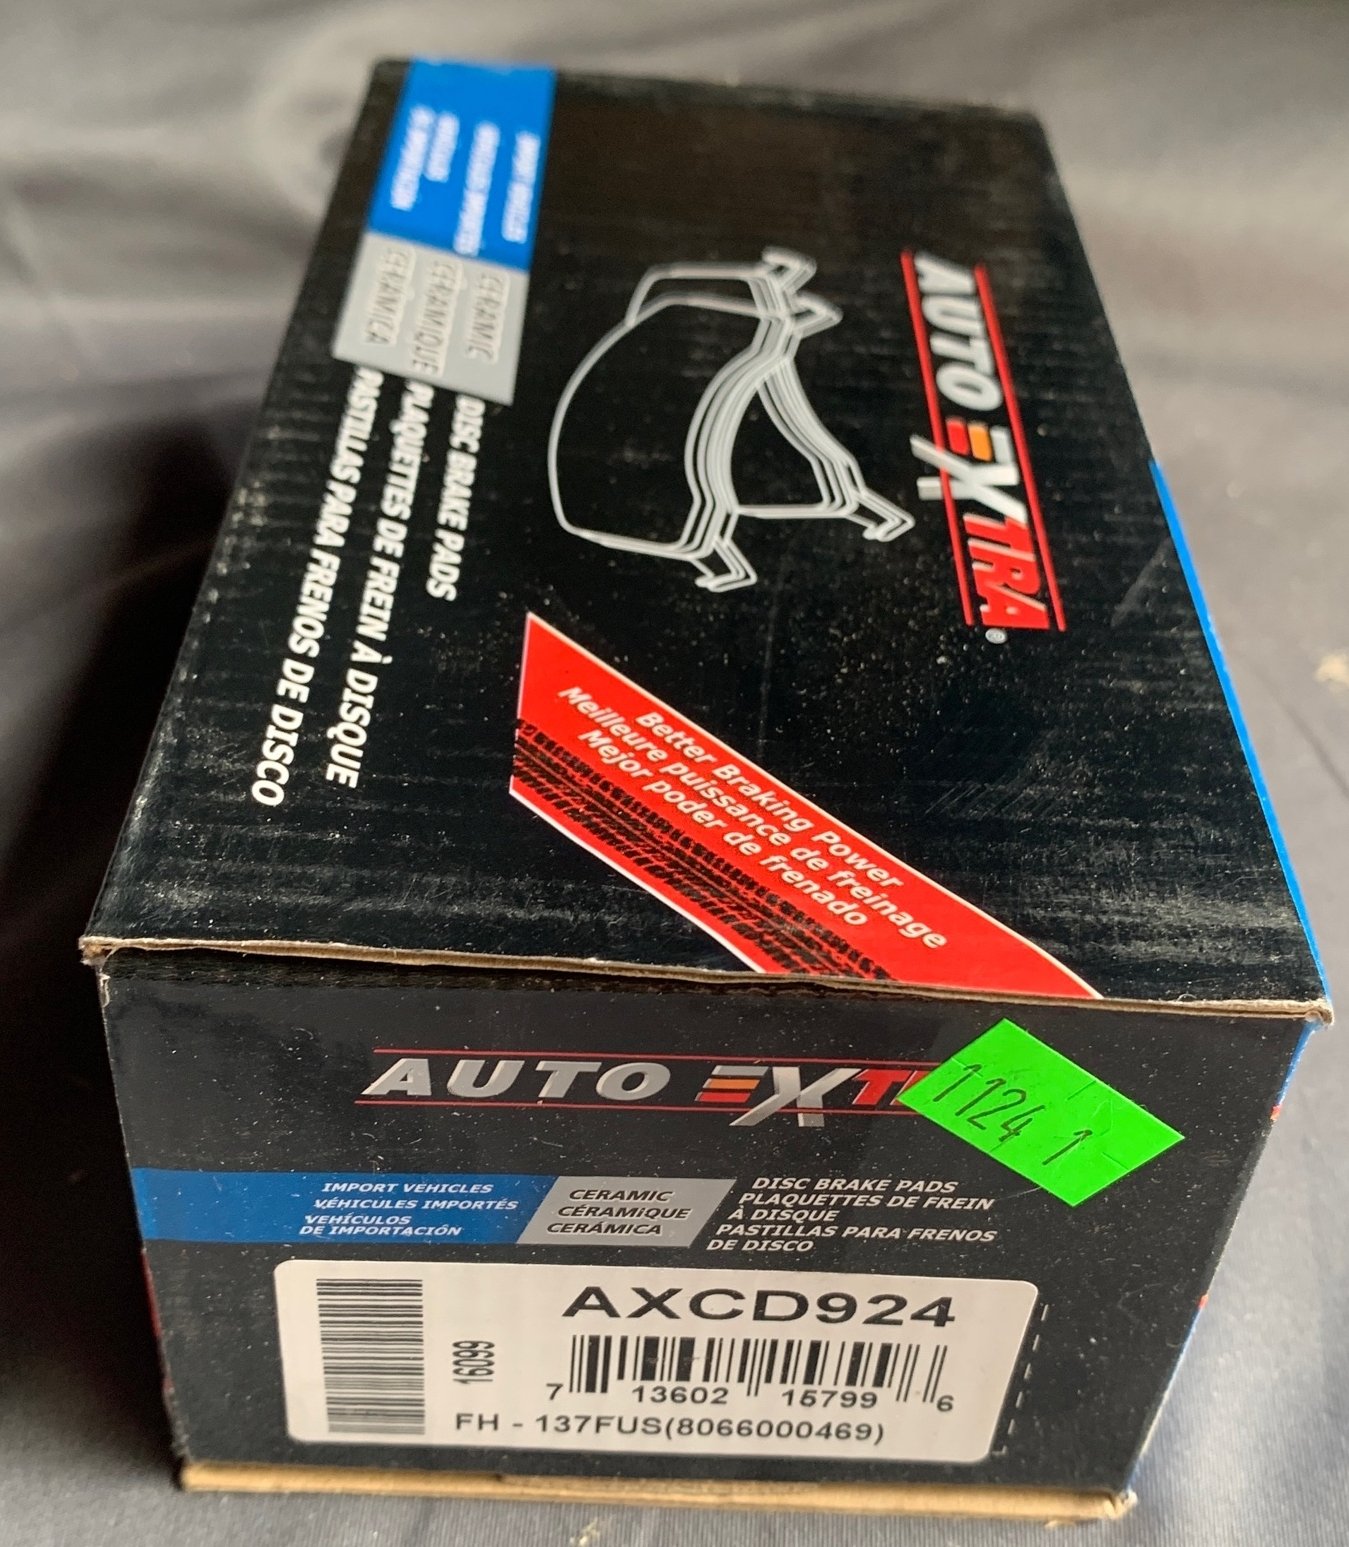 AUTO EXTRA®
IMPORT VEHICLES
VÉHICULES IMPORTÉS
VEHÍCULOS
DE IMPORTACIÓN
CERAMIC
CÉRAMIQUE
CERÁMICA
DISC BRAKE PADS
PLAQUETTES DE FREIN À DISQUE
PASTILLAS PARA FRENOS DE DISCO
Better Braking Power
Meilleure puissance de freinage
Mejor poder de frenado
AUTO EXT
1124 1
IMPORT VEHICLES
VÉHICULES IMPORTÉS
VEHÍCULOS
DE IMPORTACIÓN
CERAMIC
CÉRAMIQUE
CERÁMICA
DISC BRAKE PADS
PLAQUETTES DE FREIN
À DISQUE
PASTILLAS PARA FRENOS
DE DISCO
AXCD924
16099
7 13602 15799 6
FH - 137FUS(8066000469)